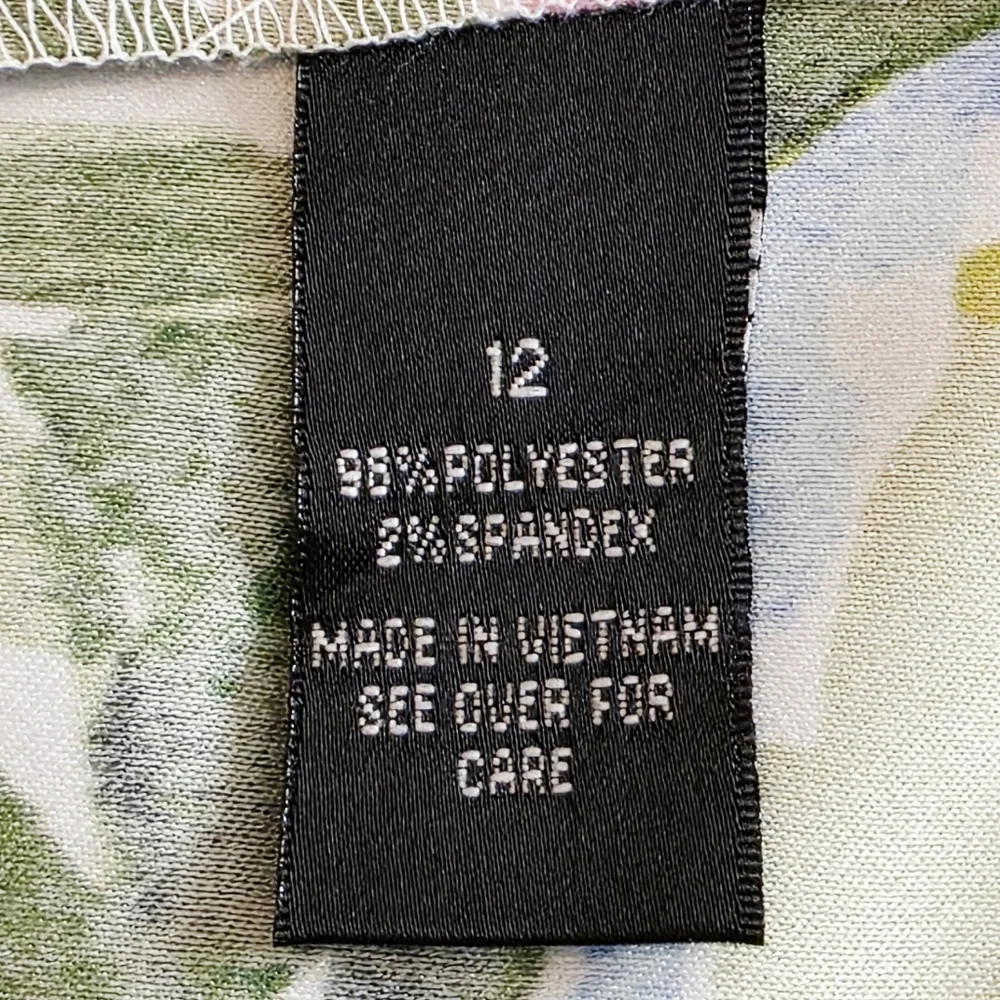 12
98%POLYESTER
2%SPANDEX
MADE IN VIETNAM
SEE OVER FOR
CARE